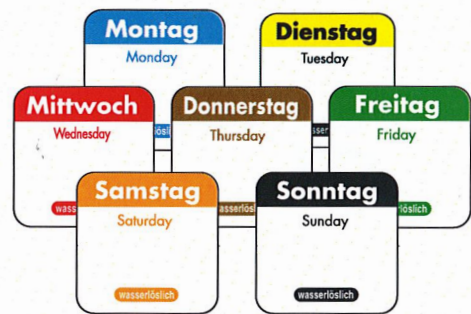 Montag
Monday
Dienstag
Tuesday
Mittwoch
Wednesday
Donnerstag
Thursday
Freitag
Friday
Samstag
Saturday
wasserlöslich
Sonntag
Sunday
wasserlöslich